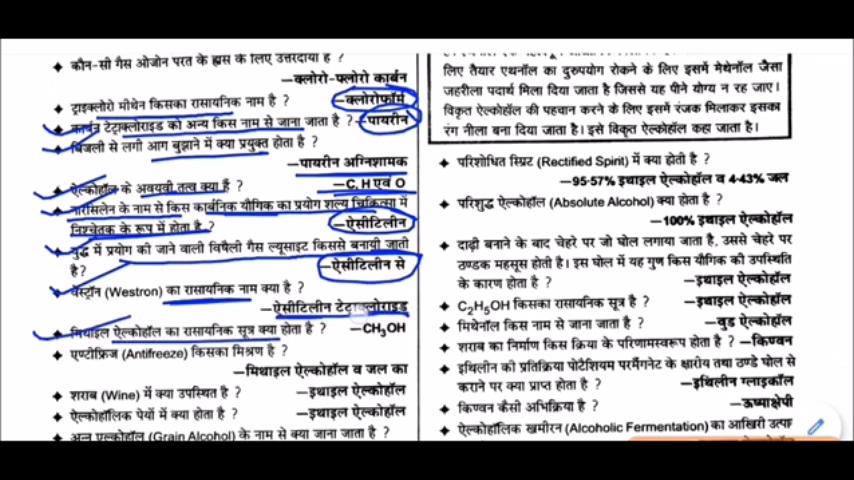 कौन-सी गैस ओजोन परत के ह्रास के लिए उत्तरदायी है ?
—क्लोरो-फ्लोरो कार्बन
ट्राइक्लोरो मीथेन किसका रासायनिक नाम है ?
—क्लोरोफॉर्म
कार्बन टेट्राक्लोराइड को अन्य किस नाम से जाना जाता है ? —पायरीन
बिजली से लगी आग बुझाने में क्या प्रयुक्त होता है ?
—पायरीन अग्निशामक
ऐल्कोहॉल के अवयवी तत्व क्या हैं ? —C, H एवं O
नारसिलेन के नाम से किस कार्बनिक यौगिक का प्रयोग शल्य चिकित्सा में
निश्चेतक के रूप में होता है ? —ऐसीटिलीन
युद्ध में प्रयोग की जाने वाली विषैली गैस ल्यूसाइट किससे बनायी जाती
है?
—ऐसीटिलीन से
वेस्ट्रॉन (Westron) का रासायनिक नाम क्या है ?
—ऐसीटिलीन टेट्राक्लोराइड
मिथाइल ऐल्कोहॉल का रासायनिक सूत्र क्या होता है ? —CH₃OH
एण्टीफ्रिज (Antifreeze) किसका मिश्रण है ?
—मिथाइल ऐल्कोहॉल व जल का
शराब (Wine) में क्या उपस्थित है ? —इथाइल ऐल्कोहॉल
ऐल्कोहॉलिक पेयों में क्या होता है ? —इथाइल ऐल्कोहॉल
अन्न एल्कोहॉल (Grain Alcohol) के नाम से क्या जाना जाता है ?
लिए तैयार एथनॉल का दुरुपयोग रोकने के लिए इसमें मेथेनॉल जैसा
जहरीला पदार्थ मिला दिया जाता है जिससे यह पीने योग्य न रह जाए।
विकृत ऐल्कोहॉल की पहचान करने के लिए इसमें रंजक मिलाकर इसका
रंग नीला बना दिया जाता है। इसे विकृत ऐल्कोहॉल कहा जाता है।
परिशोधित स्प्रिट (Rectified Spirit) में क्या होती है ?
—95·57% इथाइल ऐल्कोहॉल व 4·43% जल
परिशुद्ध ऐल्कोहॉल (Absolute Alcohol) क्या होता है ?
—100% इथाइल ऐल्कोहॉल
दाढ़ी बनाने के बाद चेहरे पर जो घोल लगाया जाता है, उससे चेहरे पर
ठण्डक महसूस होती है। इस घोल में यह गुण किस यौगिक की उपस्थिति
के कारण होता है ? —इथाइल ऐल्कोहॉल
C₂H₅OH किसका रासायनिक सूत्र है ? —इथाइल ऐल्कोहॉल
मिथेनॉल किस नाम से जाना जाता है ? —वुड ऐल्कोहॉल
शराब का निर्माण किस क्रिया के परिणामस्वरूप होता है ? —किण्वन
इथिलीन की प्रतिक्रिया पोटैशियम परमैंगनेट के क्षारीय तथा ठण्डे घोल से
कराने पर क्या प्राप्त होता है ? —इथिलीन ग्लाइकॉल
किण्वन कैसी अभिक्रिया है ? —ऊष्माक्षेपी
ऐल्कोहॉलिक खमीरन (Alcoholic Fermentation) का आखिरी उत्पा